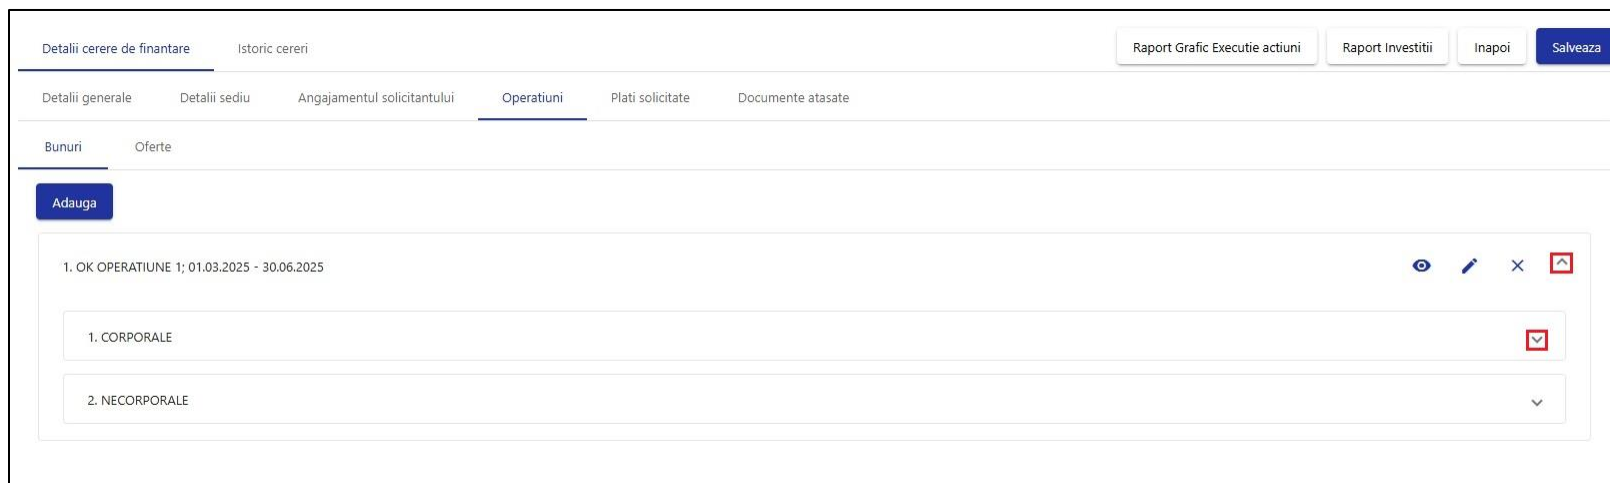 Detalii cerere de finantare Istoric cereri Raport Grafic Executie actiuni Raport Investitii Inapoi Salveaza
Detalii generale Detalii sediu Angajamentul solicitantului Operatiuni Plati solicitate Documente atasate
Bunuri Oferte
Adauga
1. OK OPERATIUNE 1; 01.03.2025 - 30.06.2025
1. CORPORALE
2. NECORPORALE